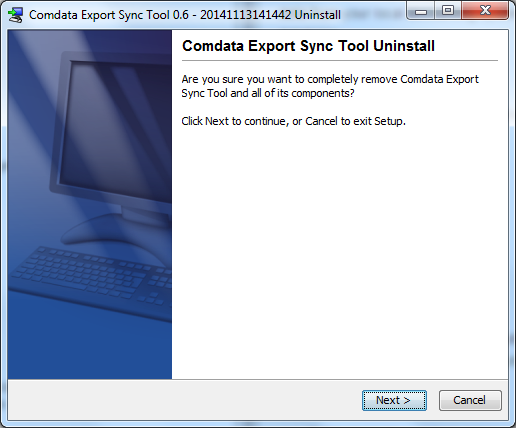 Comdata Export Sync Tool 0.6 - 20141113141442 Uninstall
Comdata Export Sync Tool Uninstall
Are you sure you want to completely remove Comdata Export
Sync Tool and all of its components?
Click Next to continue, or Cancel to exit Setup.
Next >
Cancel